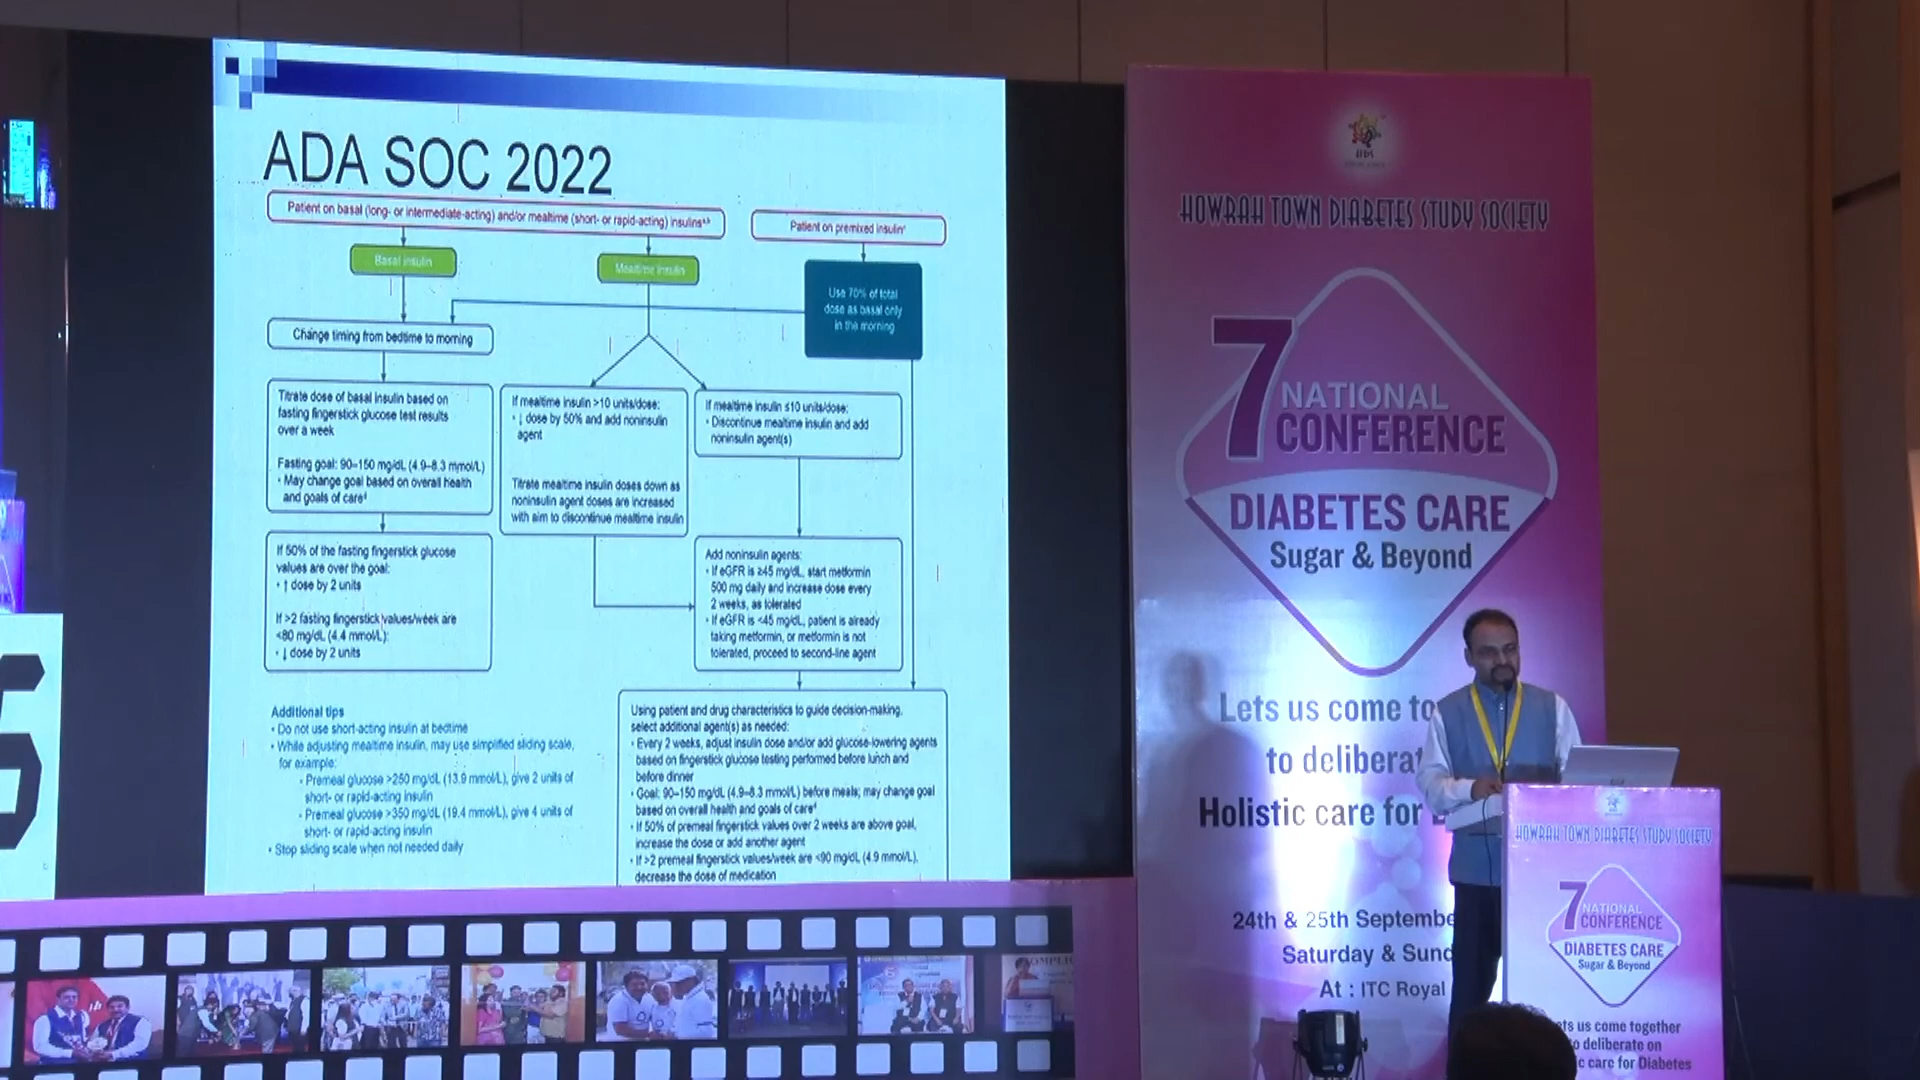 ADA SOC 2022
Patient on basal (long- or intermediate-acting) and/or mealtime (short- or rapid-acting) insulinsᵃ,ᵇ
Patient on premixed insulinᶜ
Basal insulin
Mealtime insulin
Use 70% of total
dose as basal only
in the morning
Change timing from bedtime to morning
Titrate dose of basal insulin based on
fasting fingerstick glucose test results
over a week
Fasting goal: 90–150 mg/dL (4.9–8.3 mmol/L)
• May change goal based on overall health
and goals of careᵈ
If 50% of the fasting fingerstick glucose
values are over the goal:
• ↑ dose by 2 units
If >2 fasting fingerstick values/week are
<80 mg/dL (4.4 mmol/L):
• ↓ dose by 2 units
If mealtime insulin >10 units/dose:
• ↓ dose by 50% and add noninsulin
agent
Titrate mealtime insulin doses down as
noninsulin agent doses are increased
with aim to discontinue mealtime insulin
If mealtime insulin ≤10 units/dose:
• Discontinue mealtime insulin and add
noninsulin agent(s)
Add noninsulin agents:
• If eGFR is ≥45 mg/dL, start metformin
500 mg daily and increase dose every
2 weeks, as tolerated
• If eGFR is <45 mg/dL, patient is already
taking metformin, or metformin is not
tolerated, proceed to second-line agent
Additional tips
• Do not use short-acting insulin at bedtime
• While adjusting mealtime insulin, may use simplified sliding scale,
for example:
• Premeal glucose >250 mg/dL (13.9 mmol/L), give 2 units of
short- or rapid-acting insulin
• Premeal glucose >350 mg/dL (19.4 mmol/L), give 4 units of
short- or rapid-acting insulin
• Stop sliding scale when not needed daily
Using patient and drug characteristics to guide decision-making,
select additional agent(s) as needed:
• Every 2 weeks, adjust insulin dose and/or add glucose-lowering agents
based on fingerstick glucose testing performed before lunch and
before dinner
• Goal: 90–150 mg/dL (4.9–8.3 mmol/L) before meals; may change goal
based on overall health and goals of careᵈ
• If 50% of premeal fingerstick values over 2 weeks are above goal,
increase the dose or add another agent
• If >2 premeal fingerstick values/week are <90 mg/dL (4.9 mmol/L),
decrease the dose of medication
HOWRAH TOWN DIABETES STUDY SOCIETY
7 NATIONAL
CONFERENCE
DIABETES CARE
Sugar & Beyond
Lets us come to
to deliberat
Holistic care for
24th & 25th Septembe
Saturday & Sund
At : ITC Royal
HOWRAH TOWN DIABETES STUDY SOCIETY
7 NATIONAL
CONFERENCE
DIABETES CARE
Sugar & Beyond
ets us come together
o deliberate on
ic care for Diabetes